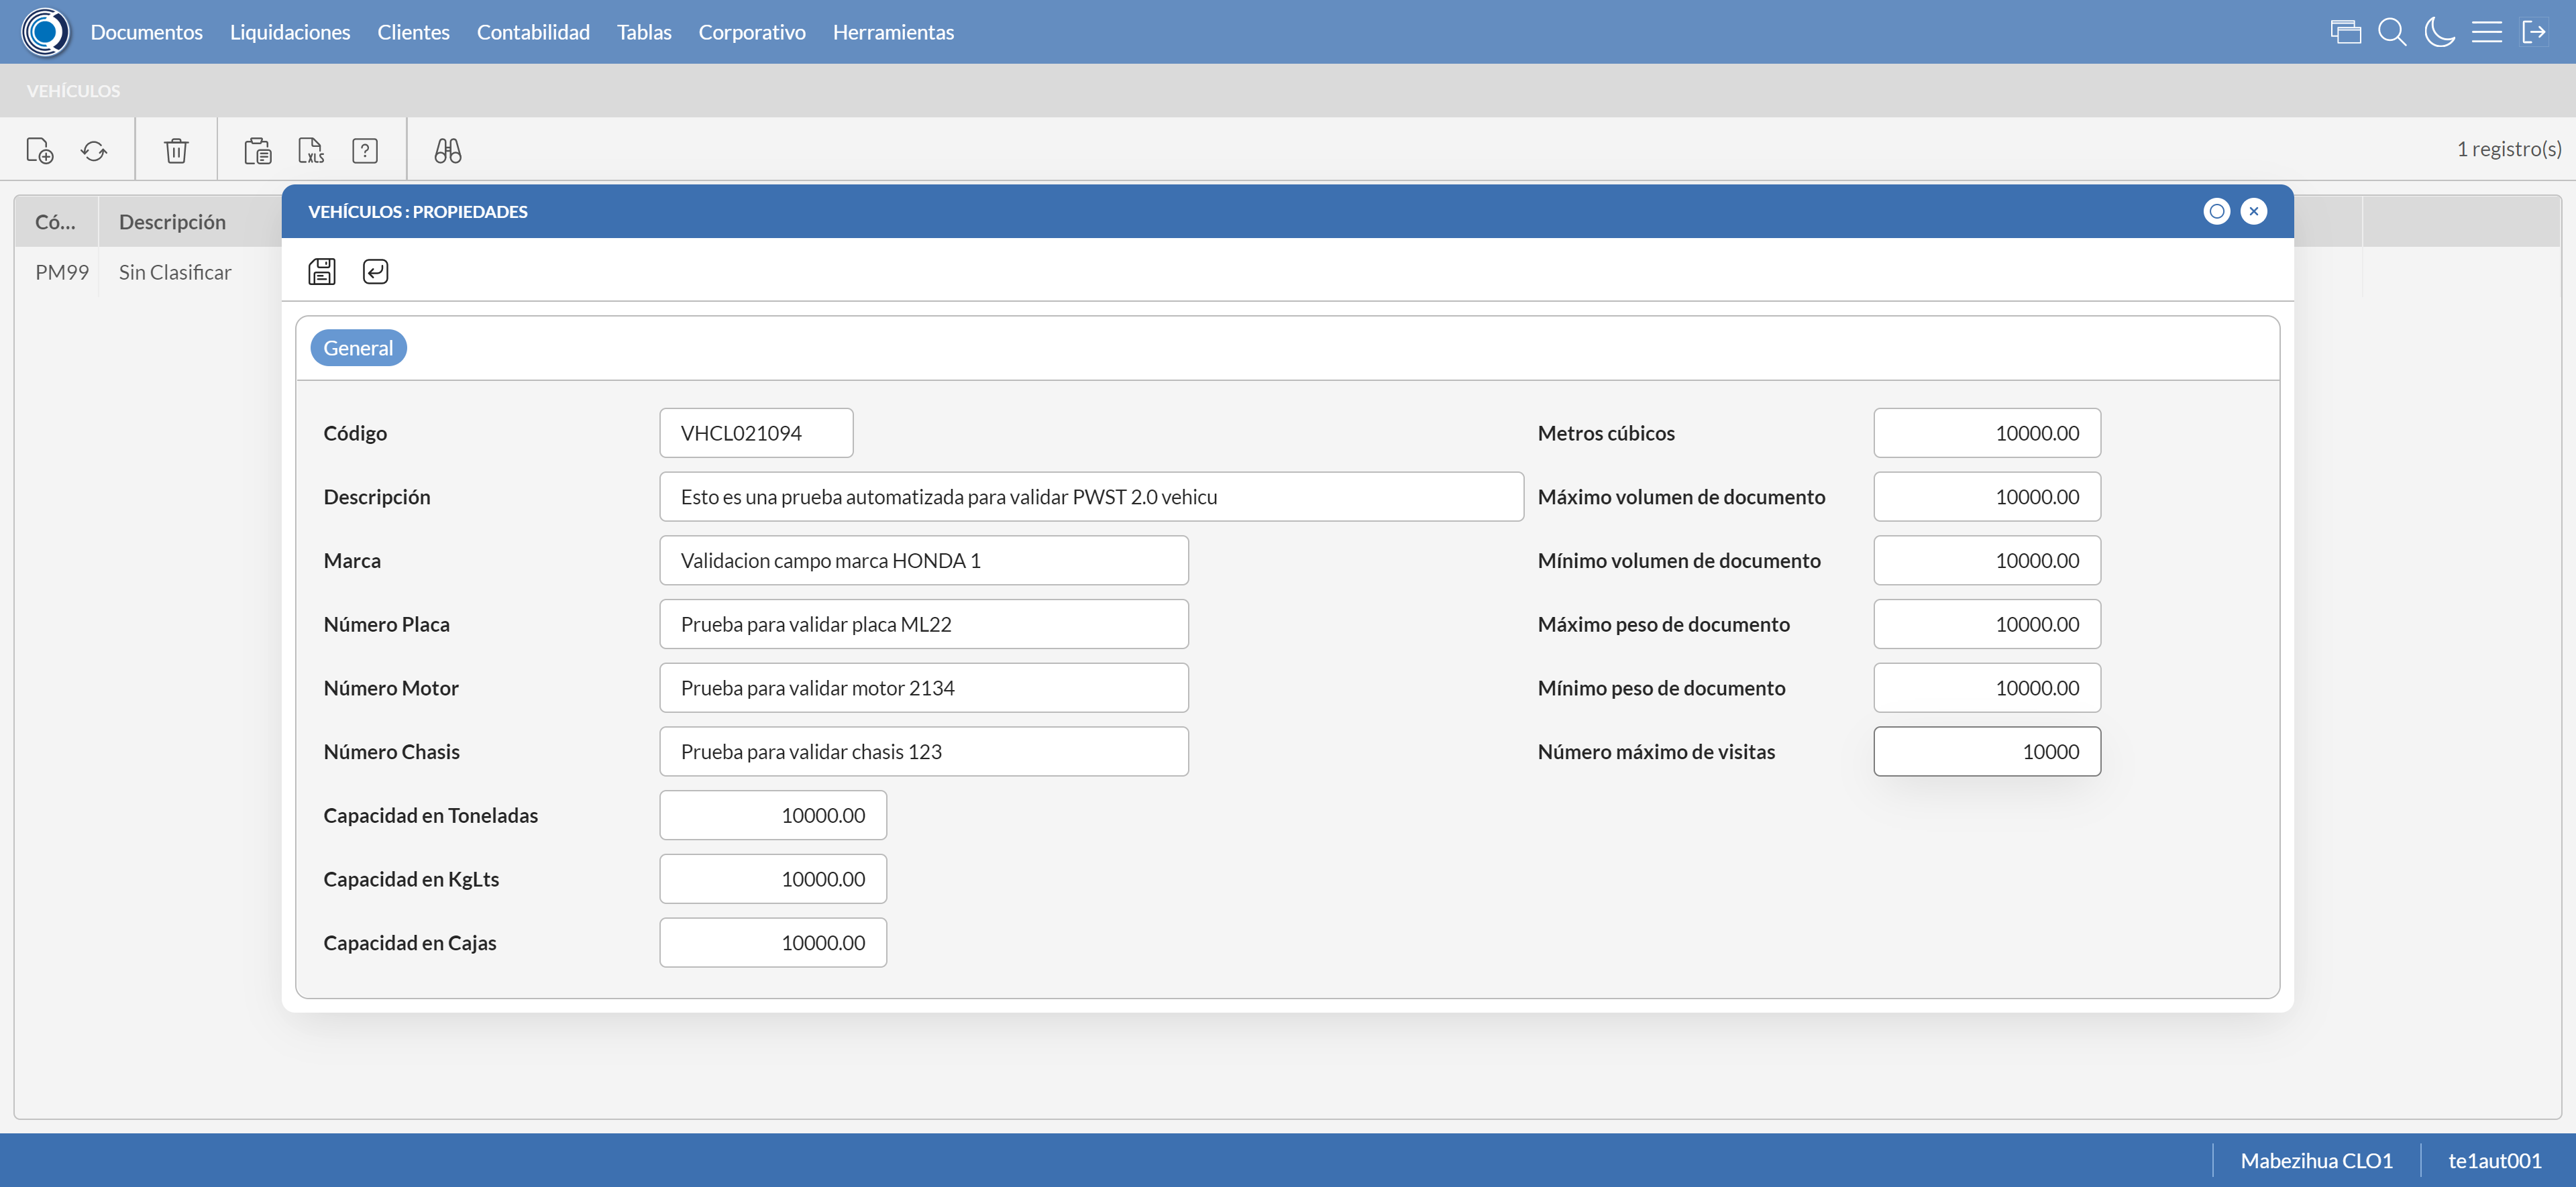 Documentos Liquidaciones Clientes Contabilidad Tablas Corporativo Herramientas
VEHÍCULOS
XLS ? 1 registro(s)
Có... Descripción
PM99 Sin Clasificar
VEHÍCULOS : PROPIEDADES
General
Código VHCL021094
Descripción Esto es una prueba automatizada para validar PWST 2.0 vehicu
Marca Validacion campo marca HONDA 1
Número Placa Prueba para validar placa ML22
Número Motor Prueba para validar motor 2134
Número Chasis Prueba para validar chasis 123
Capacidad en Toneladas 10000.00
Capacidad en KgLts 10000.00
Capacidad en Cajas 10000.00
Metros cúbicos 10000.00
Máximo volumen de documento 10000.00
Mínimo volumen de documento 10000.00
Máximo peso de documento 10000.00
Mínimo peso de documento 10000.00
Número máximo de visitas 10000
Mabezihua CLO1 te1aut001